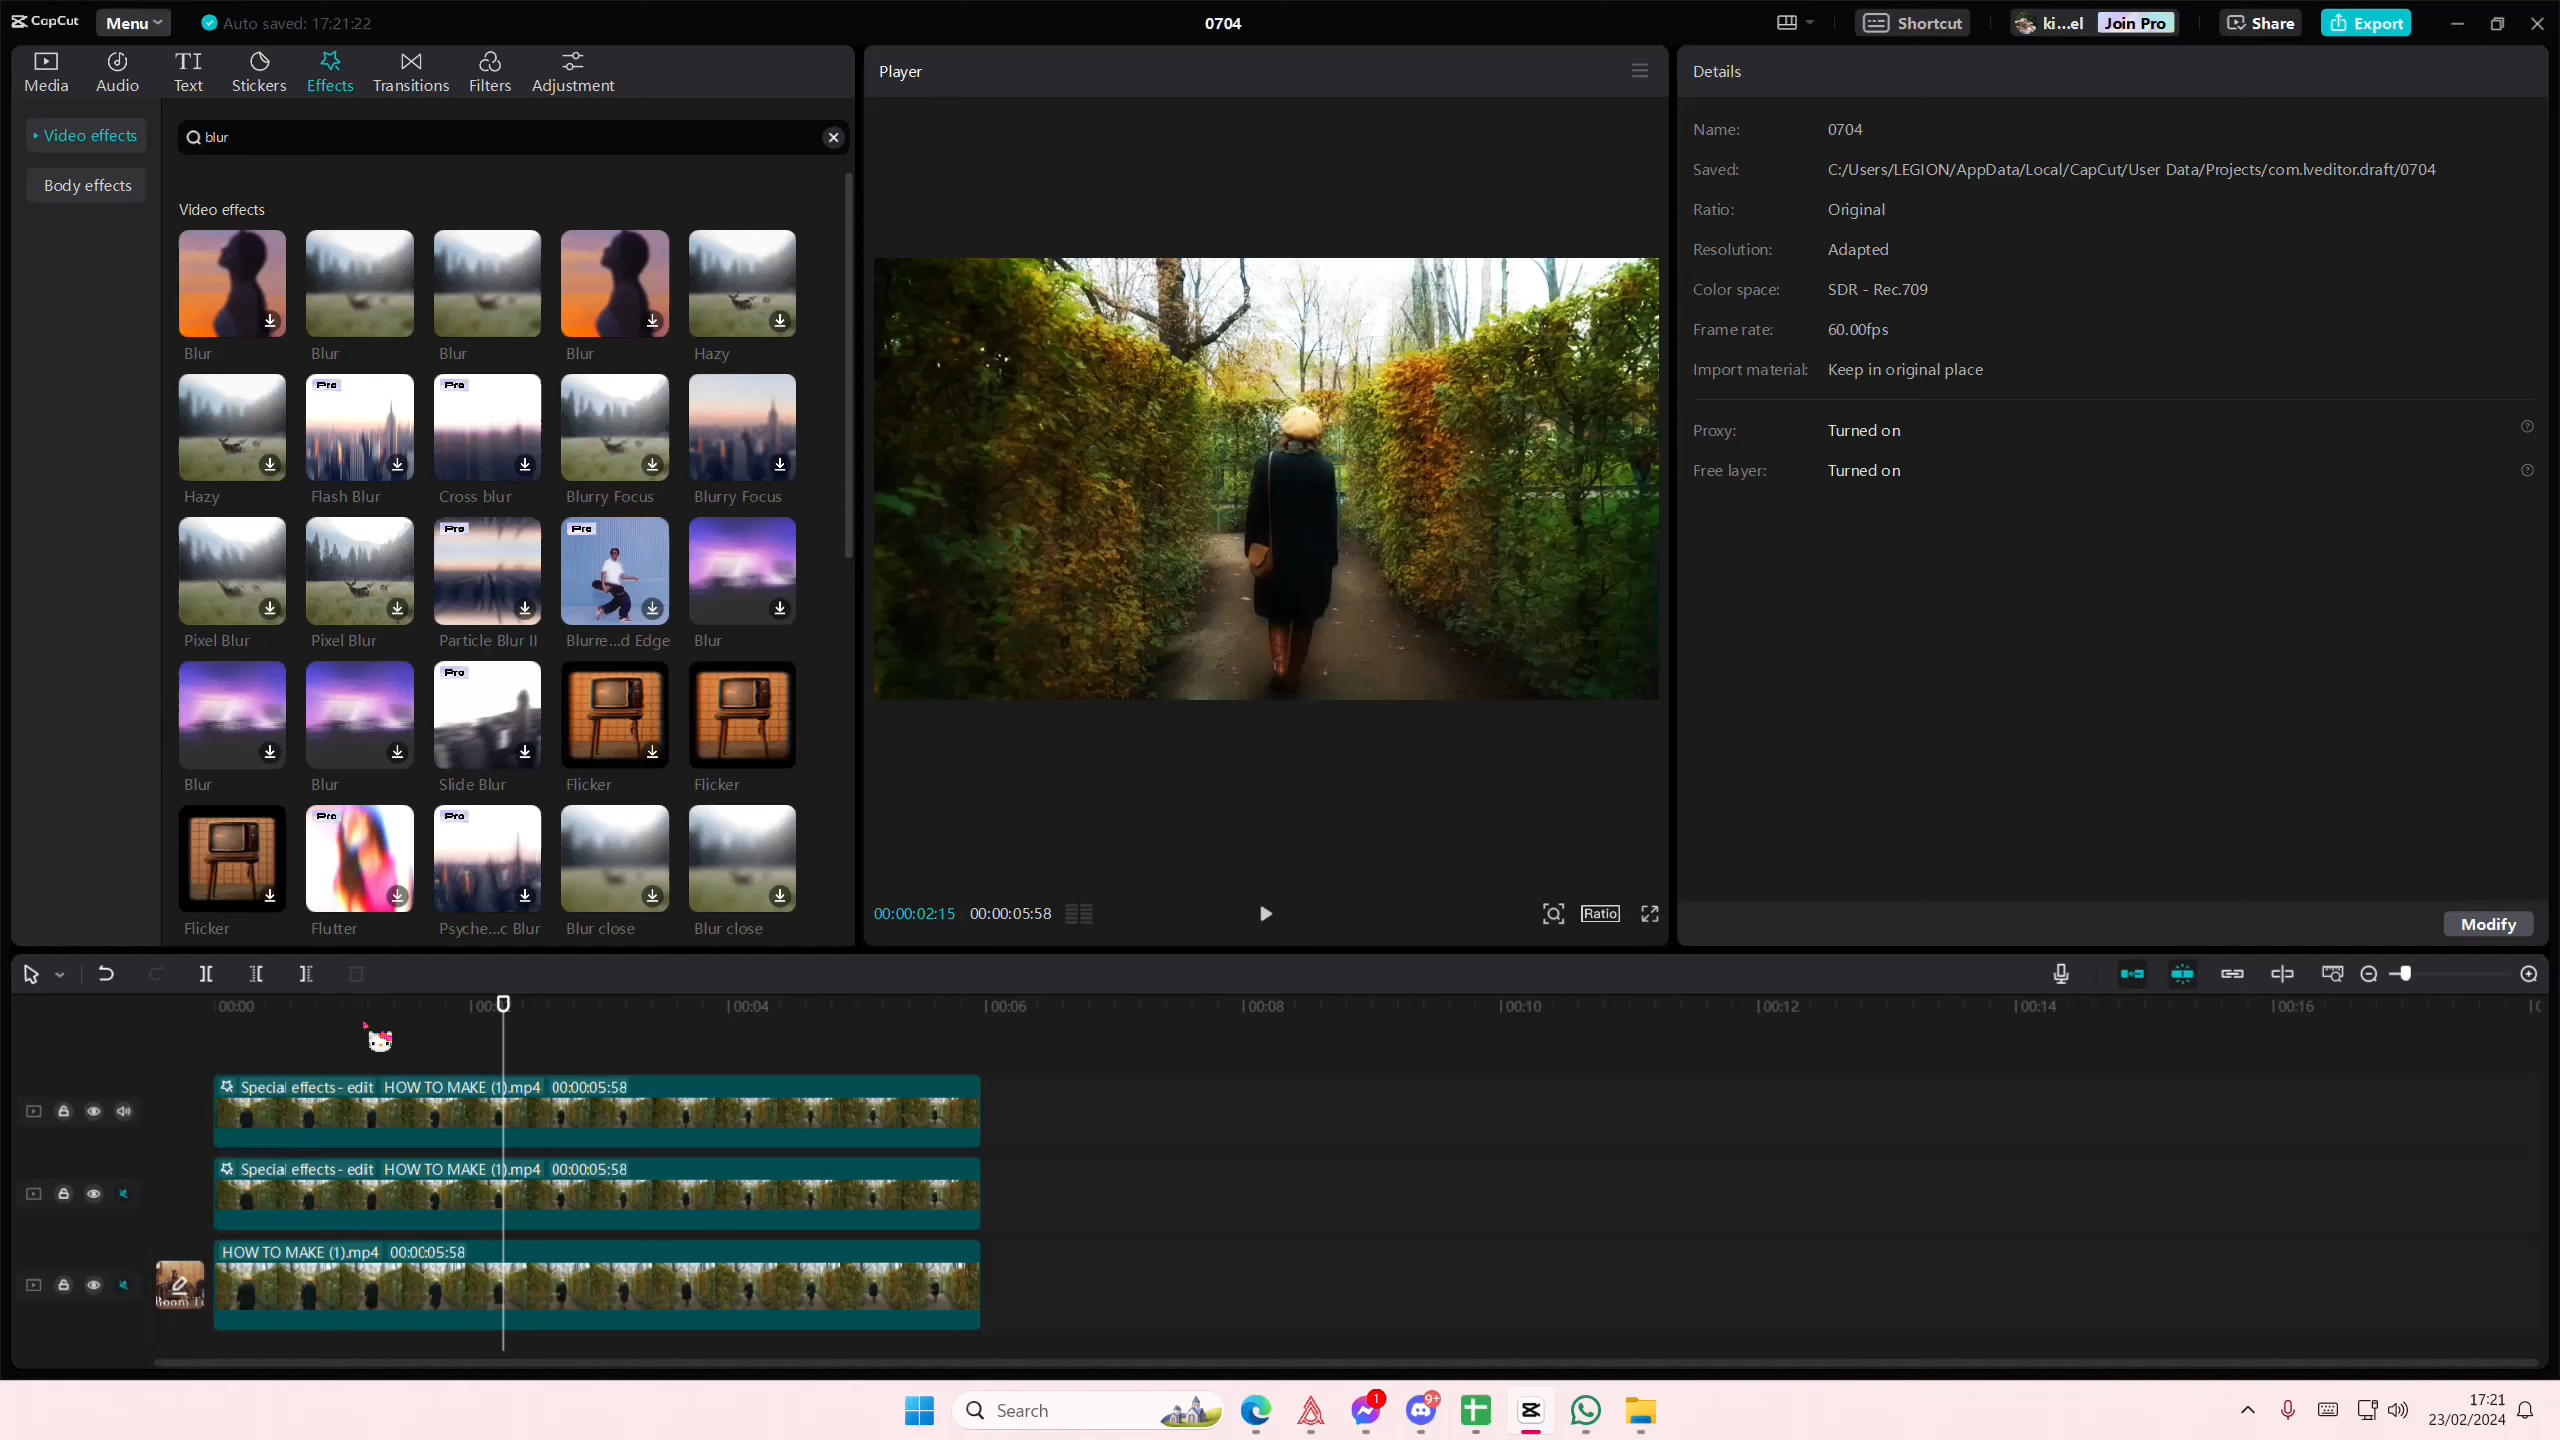 CapCut
Menu
Auto saved: 17:21:22
0704
Shortcut
ki...el
Join Pro
Share
Export
Media
Audio
Text
Stickers
Effects
Transitions
Filters
Adjustment
Video effects
Body effects
blur
Video effects
Blur
Blur
Blur
Blur
Hazy
Hazy
Pro
Flash Blur
Pro
Cross blur
Blurry Focus
Blurry Focus
Pixel Blur
Pixel Blur
Pro
Particle Blur II
Pro
Blurre...d Edge
Blur
Blur
Blur
Pro
Slide Blur
Flicker
Flicker
Flicker
Pro
Flutter
Pro
Psyche...c Blur
Blur close
Blur close
Player
00:00:02:15
00:00:05:58
Ratio
Details
Name: 0704
Saved: C:/Users/LEGION/AppData/Local/CapCut/User Data/Projects/com.lveditor.draft/0704
Ratio: Original
Resolution: Adapted
Color space: SDR - Rec.709
Frame rate: 60.00fps
Import material: Keep in original place
Proxy: Turned on
Free layer: Turned on
Modify
00:00
00:04
00:06
00:08
00:10
00:12
00:14
00:16
Special effects - edit HOW TO MAKE (1).mp4 00:00:05:58
Special effects - edit HOW TO MAKE (1).mp4 00:00:05:58
HOW TO MAKE (1).mp4 00:00:05:58
Search
1
9+
17:21
23/02/2024